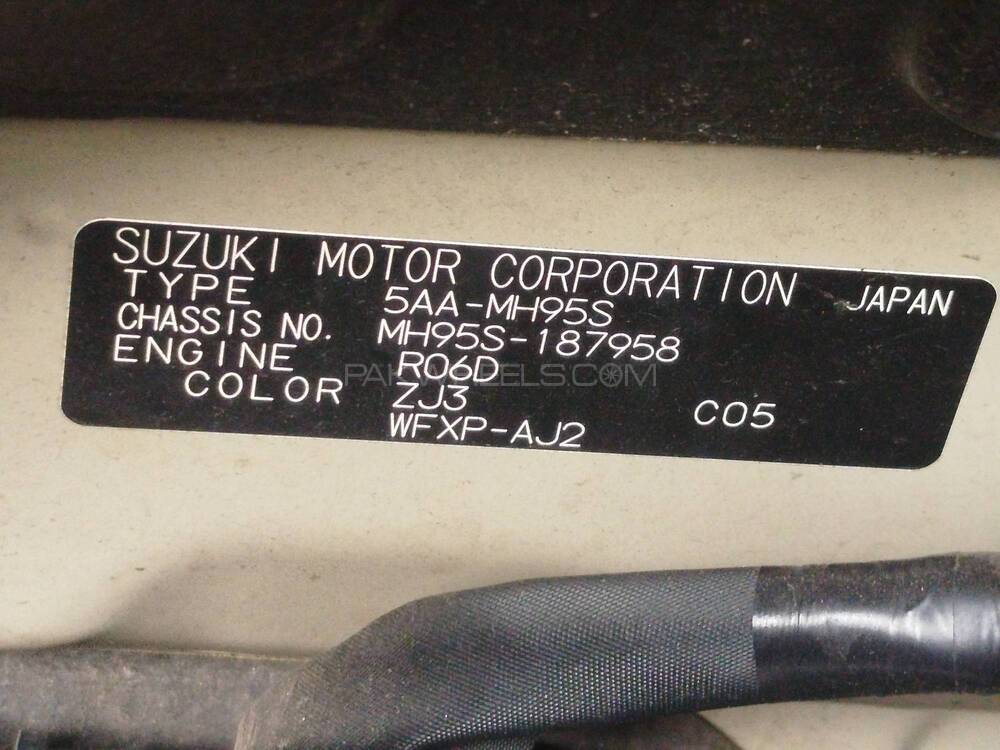 SUZUKI MOTOR CORPORATION JAPAN
TYPE 5AA-MH95S
CHASSIS NO. MH95S-187958
ENGINE R06D
COLOR ZJ3 C05
WFXP-AJ2
PAKWHEELS.COM